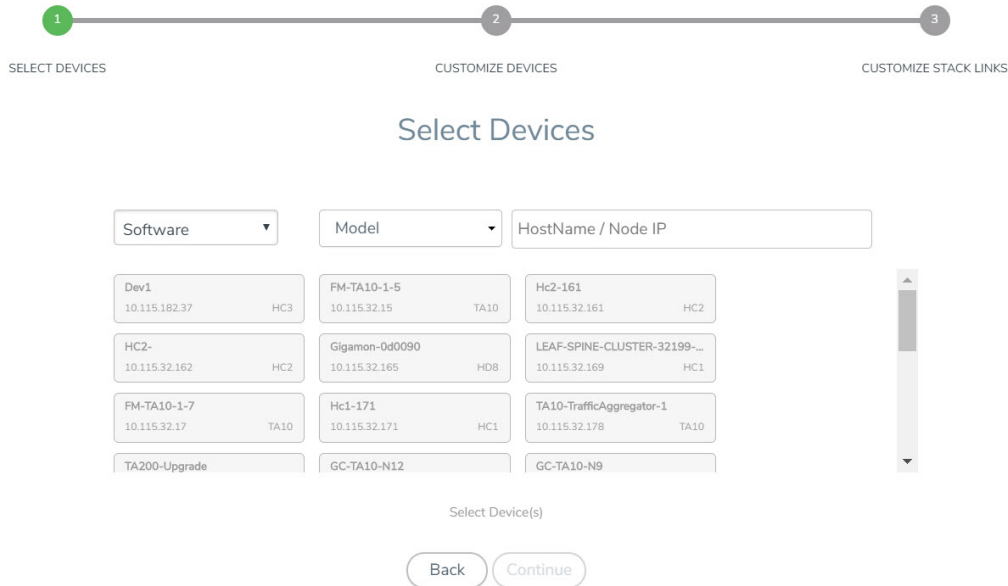 1 2 3
SELECT DEVICES CUSTOMIZE DEVICES CUSTOMIZE STACK LINKS
Select Devices
Software Model HostName / Node IP
Dev1 FM-TA10-1-5 Hc2-161
10.115.182.37 HC3 10.115.32.15 TA10 10.115.32.161 HC2
HC2- Gigamon-0d0090 LEAF-SPINE-CLUSTER-32199-...
10.115.32.162 HC2 10.115.32.165 HD8 10.115.32.169 HC1
FM-TA10-1-7 Hc1-171 TA10-TrafficAggregator-1
10.115.32.17 TA10 10.115.32.171 HC1 10.115.32.178 TA10
TA200-Upgrade GC-TA10-N12 GC-TA10-N9
Select Device(s)
Back Continue